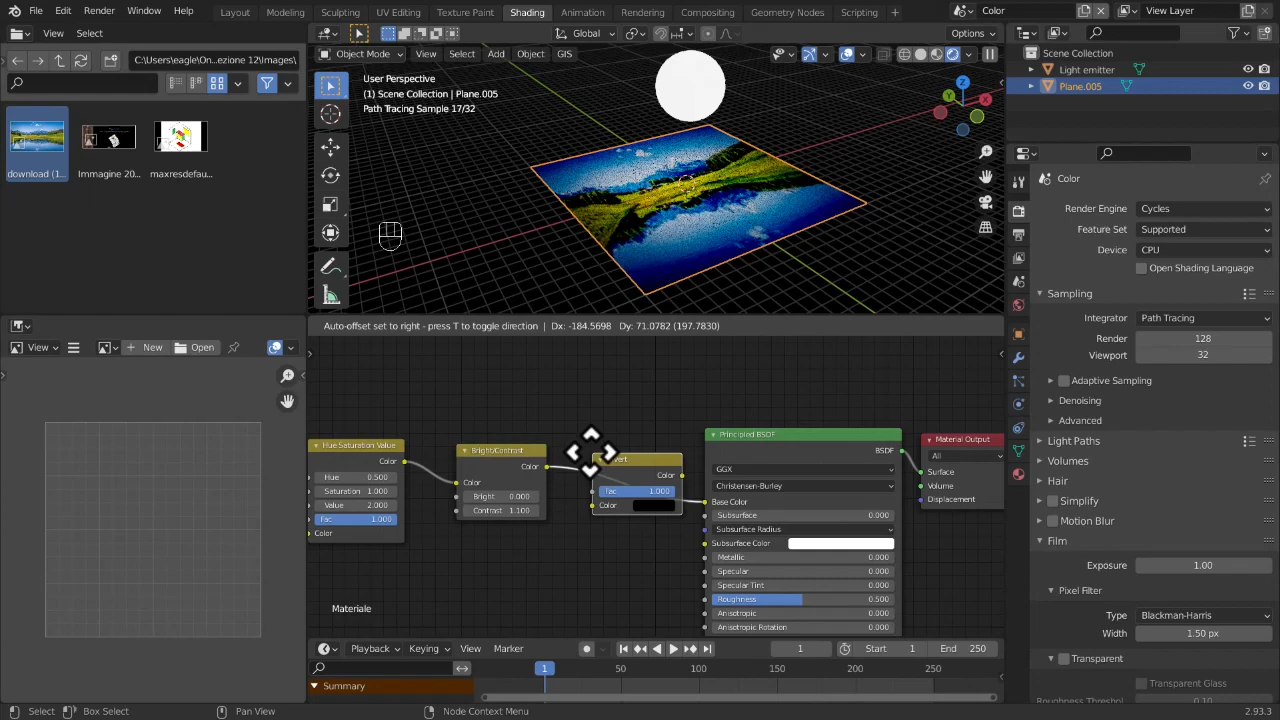 File Edit Render Window Help Layout Modeling Sculpting UV Editing Texture Paint Shading Animation Rendering Compositing Geometry Nodes Scripting Color View Layer
View Select
C:\Users\eagle\On...ezione 12\Images\
download (1...
Immagine 20...
maxresdefau...
Global
Options
Object Mode View Select Add Object GIS
User Perspective
(1) Scene Collection | Plane.005
Path Tracing Sample 17/32
Z
Y
X
Scene Collection
Light emitter
Plane.005
Color
Render Engine Cycles
Feature Set Supported
Device CPU
Open Shading Language
Sampling
Integrator Path Tracing
Render 128
Viewport 32
Adaptive Sampling
Denoising
Advanced
Light Paths
Volumes
Hair
Simplify
Motion Blur
Film
Exposure 1.00
Pixel Filter
Type Blackman-Harris
Width 1.50 px
Transparent
Transparent Glass
0.10
View New Open
Auto-offset set to right - press T to toggle direction | Dx: -184.5698 Dy: 71.0782 (197.7830)
Hue Saturation Value
Color
Hue 0.500
Saturation 1.000
Value 2.000
Fac 1.000
Color
Bright/Contrast
Color
Color
Bright 0.000
Contrast 1.100
Color
Fac 1.000
Color
Principled BSDF
BSDF
GGX
Christensen-Burley
Base Color
Subsurface 0.000
Subsurface Radius
Subsurface Color
Metallic 0.000
Specular 0.000
Specular Tint 0.000
Roughness 0.500
Anisotropic 0.000
Anisotropic Rotation 0.000
Material Output
All
Surface
Volume
Displacement
Materiale
Playback Keying View Marker 1 Start 1 End 250
1 50 100 150 200 250
Summary
Select Box Select Pan View Node Context Menu 2.93.3